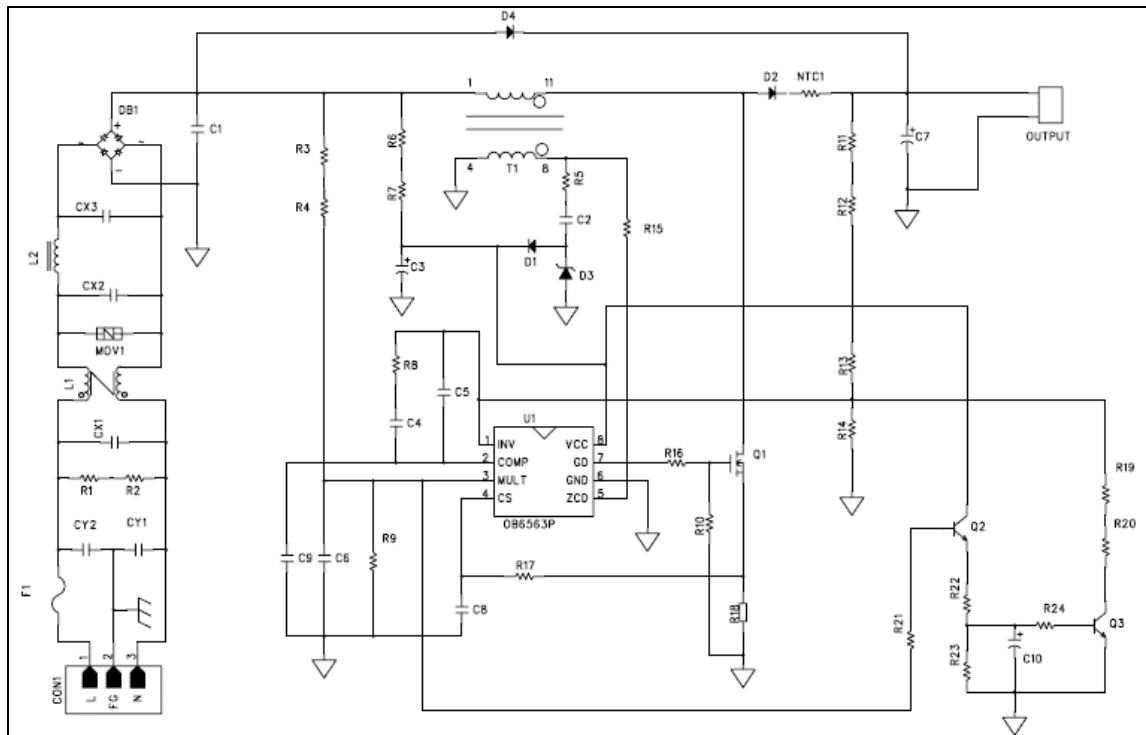 D4
1
11
D2
NTC1
DB1
+
~
~
-
C1
C7
+
OUTPUT
R3
R6
R11
4
T1
8
R5
R4
R7
C2
R12
R15
CX3
L2
D1
D3
C3
+
CX2
MOV1
R8
C5
R13
L1
C4
U1
R14
CX1
1
INV
VCC
8
2
COMP
GD
7
R16
Q1
3
MULT
GND
6
4
CS
ZCD
5
OB6563P
R19
R1
R2
CY2
CY1
R9
R10
Q2
R20
C9
C6
R17
F1
C8
R18
R22
R21
R24
Q3
+
C10
R23
1
2
3
CON1
L
FG
N